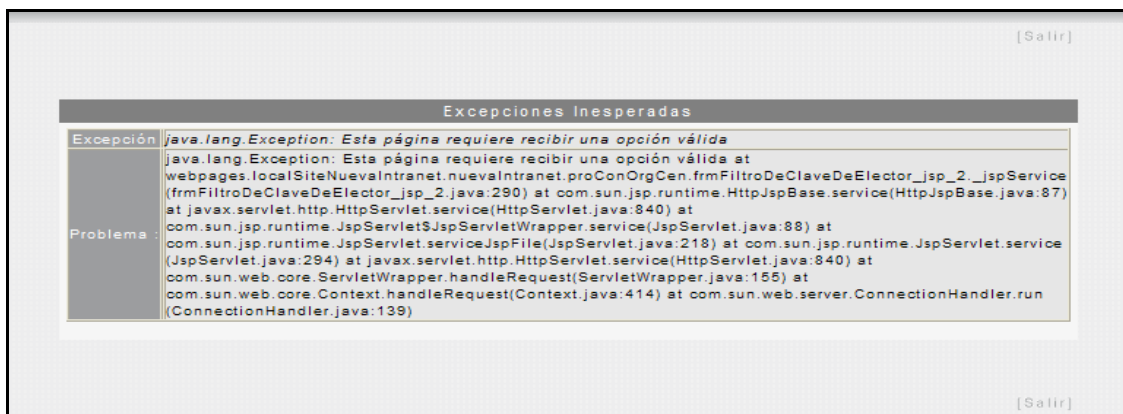 [Salir]
Excepciones Inesperadas
Excepción java.lang.Exception: Esta página requiere recibir una opción válida
Problema :
java.lang.Exception: Esta página requiere recibir una opción válida at
webpages.localSiteNuevaIntranet.nuevaIntranet.proConOrgCen.frmFiltroDeClaveDeElector_jsp_2._jspService
(frmFiltroDeClaveDeElector_jsp_2.java:290) at com.sun.jsp.runtime.HttpJspBase.service(HttpJspBase.java:87)
at javax.servlet.http.HttpServlet.service(HttpServlet.java:840) at
com.sun.jsp.runtime.JspServlet$JspServletWrapper.service(JspServlet.java:88) at
com.sun.jsp.runtime.JspServlet.serviceJspFile(JspServlet.java:218) at com.sun.jsp.runtime.JspServlet.service
(JspServlet.java:294) at javax.servlet.http.HttpServlet.service(HttpServlet.java:840) at
com.sun.web.core.ServletWrapper.handleRequest(ServletWrapper.java:155) at
com.sun.web.core.Context.handleRequest(Context.java:414) at com.sun.web.server.ConnectionHandler.run
(ConnectionHandler.java:139)
[Salir]